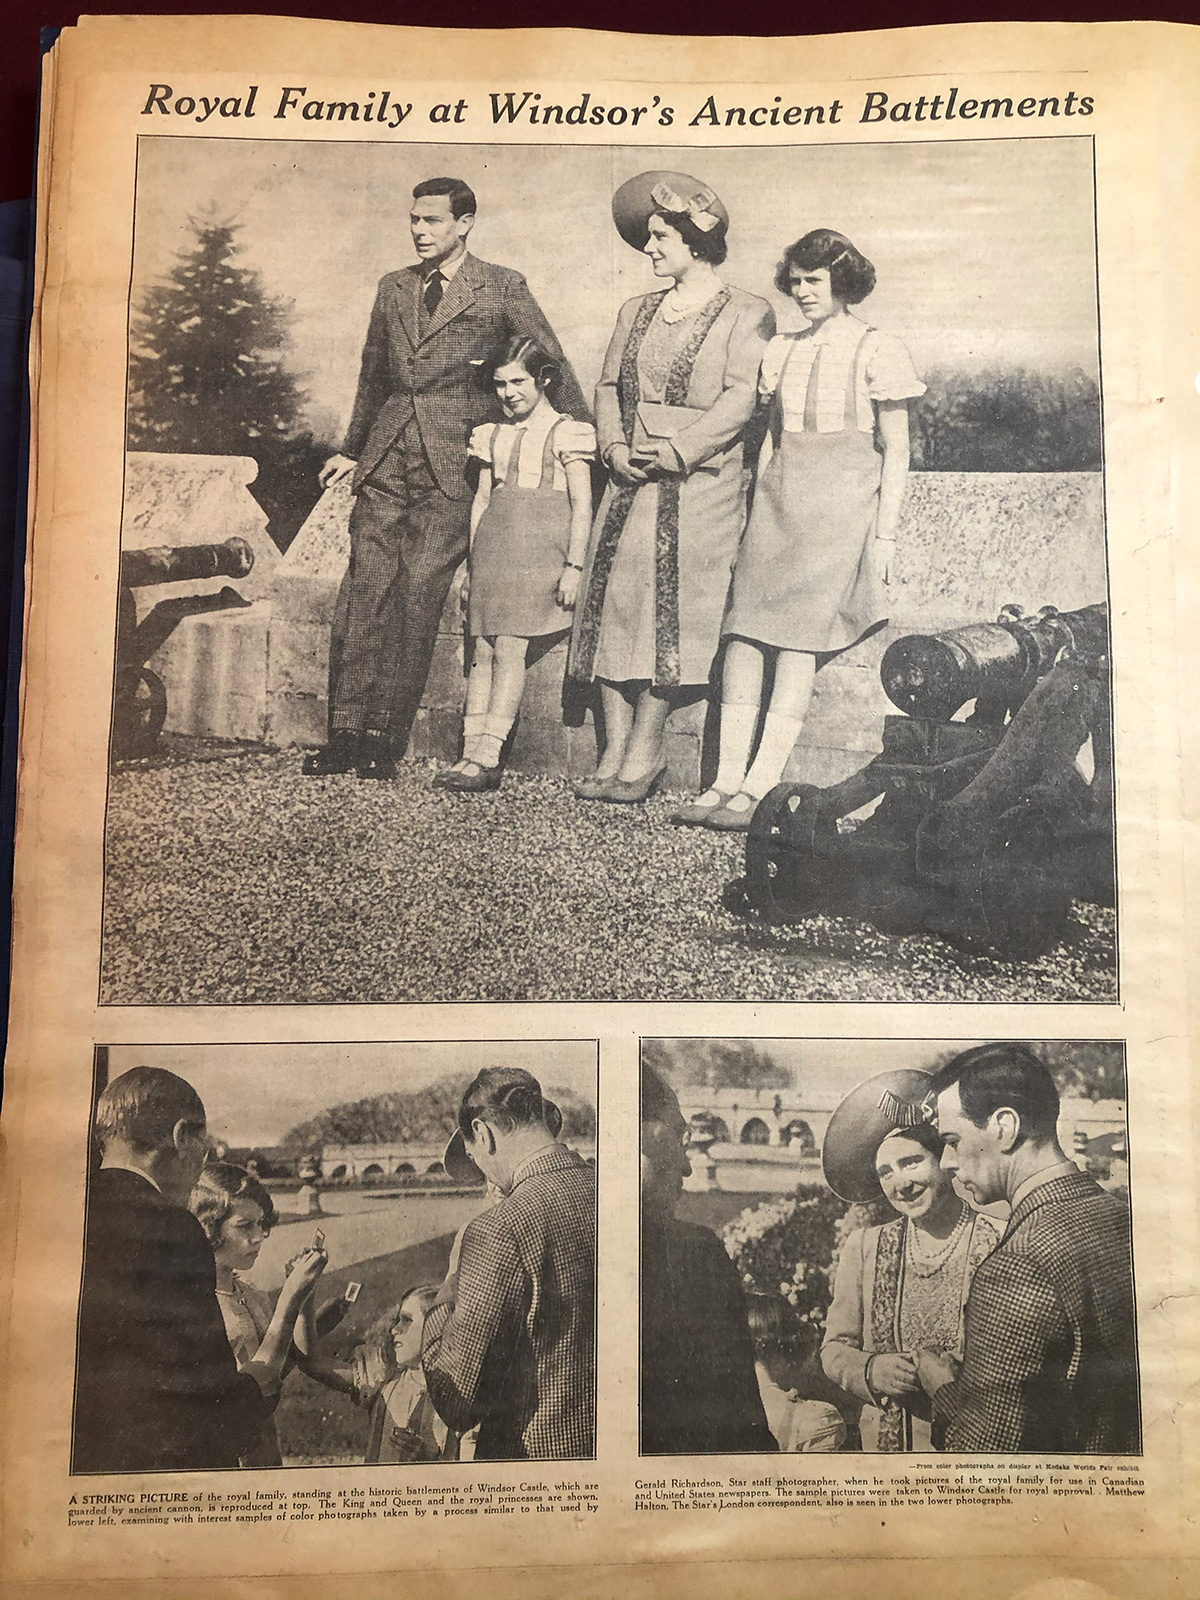 Royal Family at Windsor's Ancient Battlements
—From color photographs on display at Kodaks Worlds Fair exhibit
A STRIKING PICTURE of the royal family, standing at the historic battlements of Windsor Castle, which are
guarded by ancient cannon, is reproduced at top. The King and Queen and the royal princesses are shown,
lower left, examining with interest samples of color photographs taken by a process similar to that used by
Gerald Richardson, Star staff photographer, when he took pictures of the royal family for use in Canadian
and United States newspapers. The sample pictures were taken to Windsor Castle for royal approval. Matthew
Halton, The Star's London correspondent, also is seen in the two lower photographs.